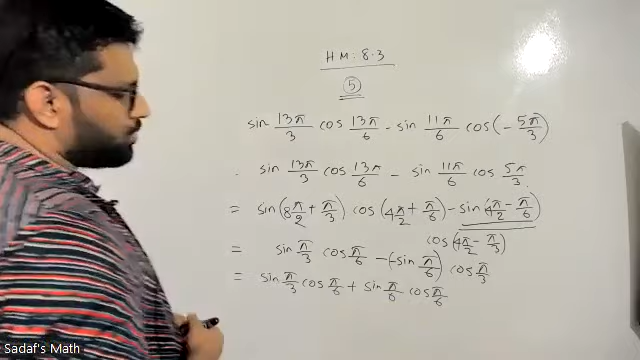 HM: 8.3
⑤
sin 13π/3 cos 13π/6 - sin 11π/6 cos(- 5π/3)
sin 13π/3 cos 13π/6 - sin 11π/6 cos 5π/3
= sin(8π/2 + π/3) cos(4π/2 + π/6) - sin(4π/2 - π/6)
cos(4π/2 - π/3)
= sin π/3 cos π/6 - (-sin π/6) cos π/3
= sin π/3 cos π/6 + sin π/6 cos π/6
Sadaf's Math